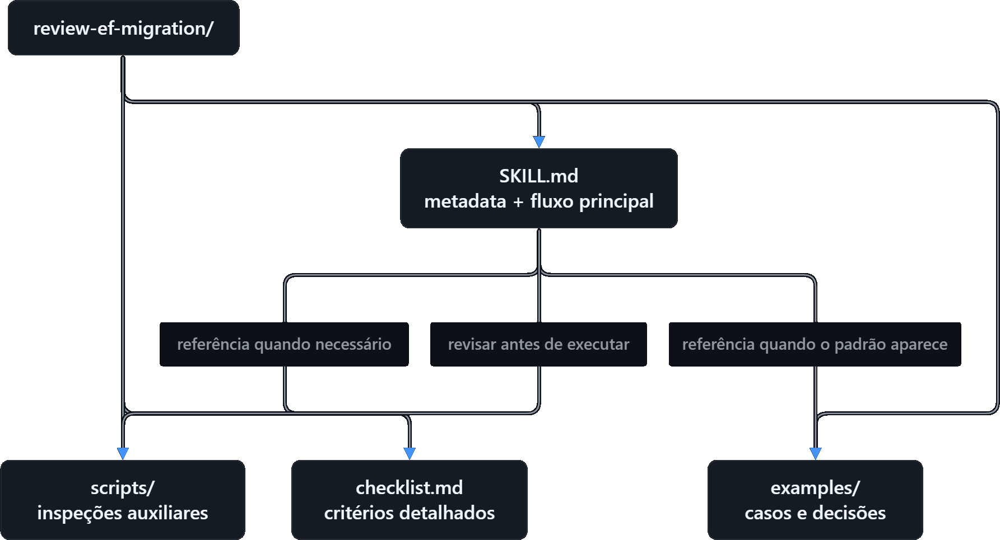 review-ef-migration/
SKILL.md
metadata + fluxo principal
referência quando necessário
revisar antes de executar
referência quando o padrão aparece
scripts/
inspeções auxiliares
checklist.md
critérios detalhados
examples/
casos e decisões